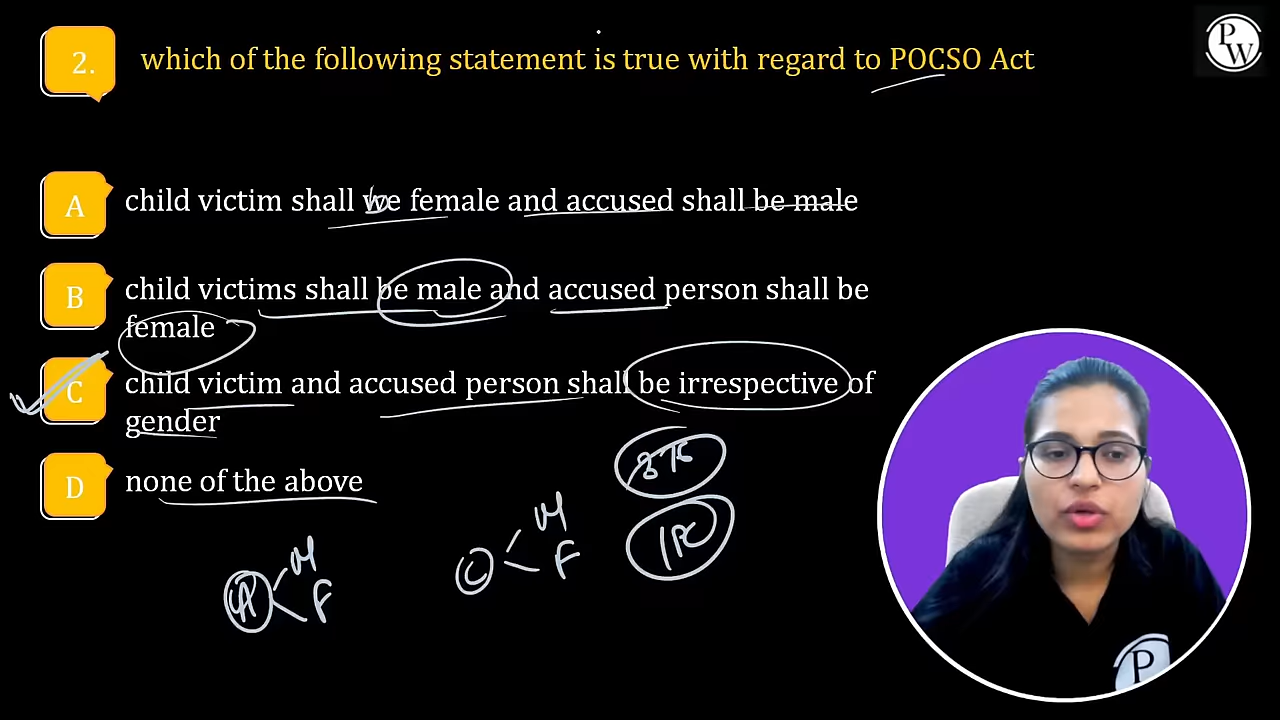 2.
which of the following statement is true with regard to POCSO Act
PW
A
child victim shall be female and accused shall be male
B
child victims shall be male and accused person shall be
female
C
child victim and accused person shall be irrespective of
gender
D
none of the above
375
IPC
A
M
F
C
M
F
P